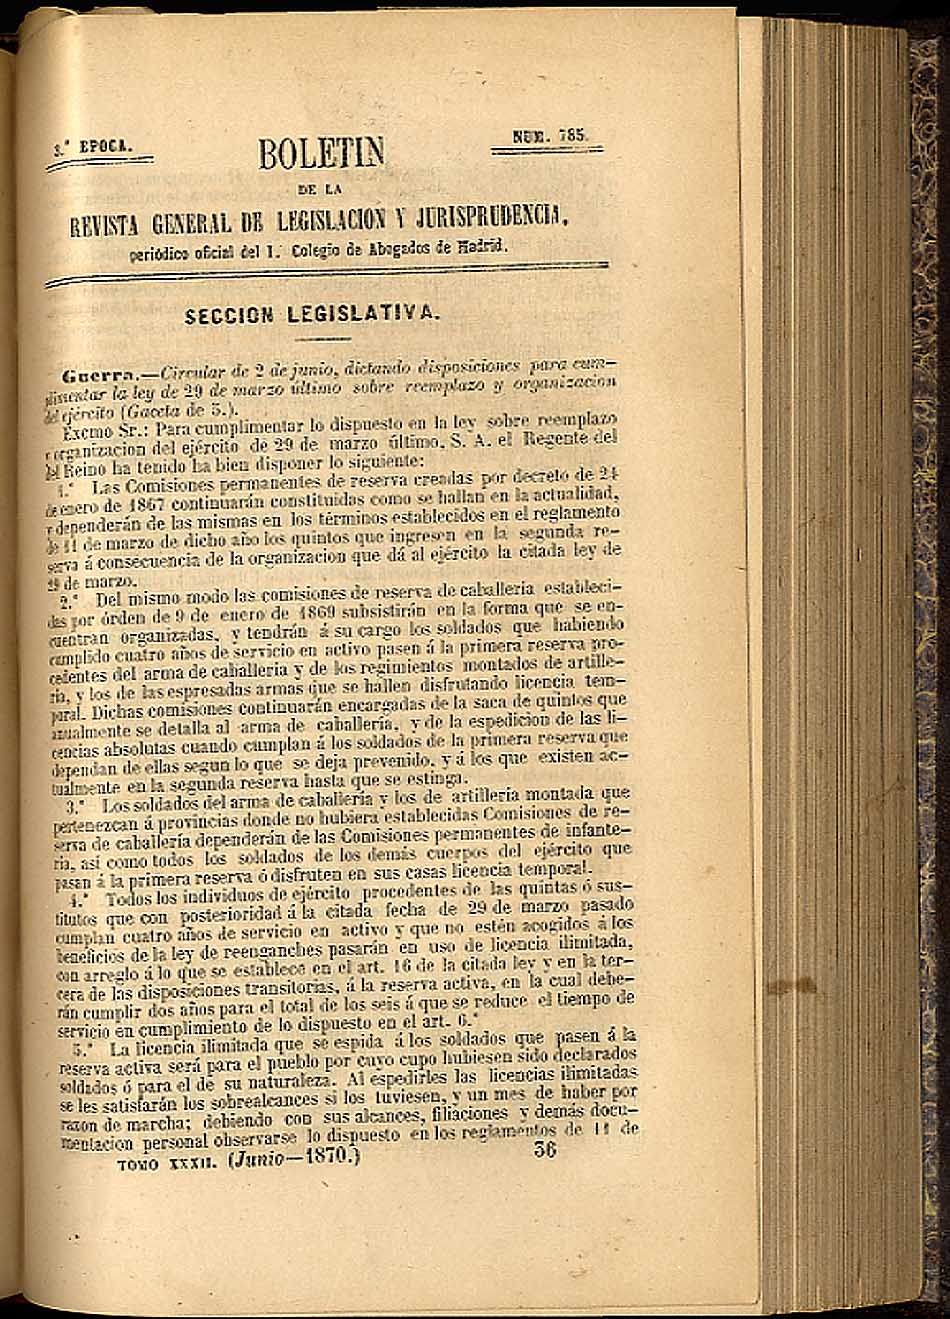 3.ª EPOCA.
NUM. 785.
BOLETIN
DE LA
REVISTA GENERAL DE LEGISLACION Y JURISPRUDENCIA,
periódico oficial del I. Colegio de Abogados de Madrid.
SECCION LEGISLATIVA.
Guerra.—Circular de 2 de junio, dictando disposiciones para cum-
plimentar la ley de 29 de marzo último sobre reemplazo y organizacion
del ejército (Gaceta de 5.).
Excmo Sr.: Para cumplimentar lo dispuesto en la ley sobre reemplazo
y organizacion del ejército de 29 de marzo último, S. A. el Regente del
del Reino ha tenido ha bien disponer lo siguiente:
1.ª Las Comisiones permanentes de reserva creadas por decreto de 24
de enero de 1867 continuarán constituidas como se hallan en la actualidad,
y dependerán de las mismas en los términos establecidos en el reglamento
de 11 de marzo de dicho año los quintos que ingresen en la segunda re-
serva á consecuencia de la organizacion que dá al ejército la citada ley de
29 de marzo.
2.ª Del mismo modo las comisiones de reserva de caballería estableci-
das por órden de 9 de enero de 1869 subsistirán en la forma que se en-
cuentran organizadas, y tendrán á su cargo los soldados que habiendo
cumplido cuatro años de servicio en activo pasen á la primera reserva pro-
cedentes del arma de caballería y de los regimientos montados de artille-
ría, y los de las espresadas armas que se hallen disfrutando licencia tem-
poral. Dichas comisiones continuarán encargadas de la saca de quintos que
anualmente se detalla al arma de caballería, y de la espedicion de las li-
cencias absolutas cuando cumplan á los soldados de la primera reserva que
dependan de ellas segun lo que se deja prevenido, y á los que existen ac-
tualmente en la segunda reserva hasta que se estinga.
3.ª Los soldados del arma de caballería y los de artillería montada que
pertenezcan á provincias donde no hubiera establecidas Comisiones de re-
serva de caballería dependerán de las Comisiones permanentes de infante-
ría, así como todos los soldados de los demás cuerpos del ejército que
pasan á la primera reserva ó disfruten en sus casas licencia temporal.
4.ª Todos los individuos de ejército procedentes de las quintas ó sus-
titutos que con posterioridad á la citada fecha de 29 de marzo pasado
cumplan cuatro años de servicio en activo y que no estén acogidos á los
beneficios de la ley de reenganches pasarán en uso de licencia ilimitada,
con arreglo á lo que se establece en el art. 16 de la citada ley y en la ter-
cera de las disposiciones transitorias, á la reserva activa, en la cual debe-
rán cumplir dos años para el total de los seis á que se reduce el tiempo de
servicio en cumplimiento de lo dispuesto en el art. 6.º
5.ª La licencia ilimitada que se espida á los soldados que pasen á la
reserva activa será para el pueblo por cuyo cupo hubiesen sido declarados
soldados ó para el de su naturaleza. Al espedirles las licencias ilimitadas
se les satisfarán los sobrealcances si los tuviesen, y un mes de haber por
razon de marcha; debiendo con sus alcances, filiaciones y demás docu-
mentacion personal observarse lo dispuesto en los reglamentos de 11 de
TOMO XXXII. (Junio—1870.)
36